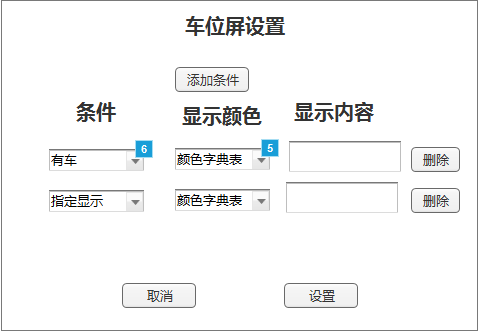 车位屏设置
添加条件
条件 显示颜色 显示内容
有车 6 颜色字典表 5 删除
指定显示 颜色字典表 删除
取消 设置